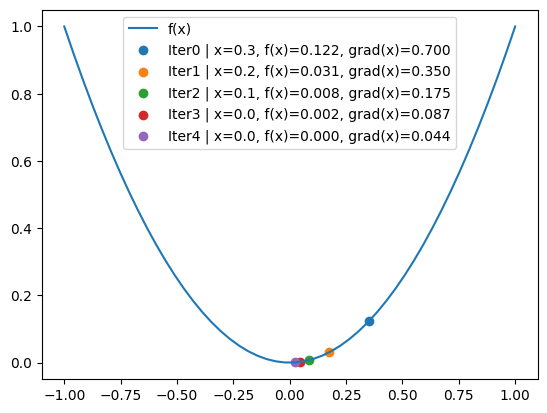 f(x)
Iter0 | x=0.3, f(x)=0.122, grad(x)=0.700
Iter1 | x=0.2, f(x)=0.031, grad(x)=0.350
Iter2 | x=0.1, f(x)=0.008, grad(x)=0.175
Iter3 | x=0.0, f(x)=0.002, grad(x)=0.087
Iter4 | x=0.0, f(x)=0.000, grad(x)=0.044
1.0
0.8
0.6
0.4
0.2
0.0
−1.00 −0.75 −0.50 −0.25 0.00 0.25 0.50 0.75 1.00